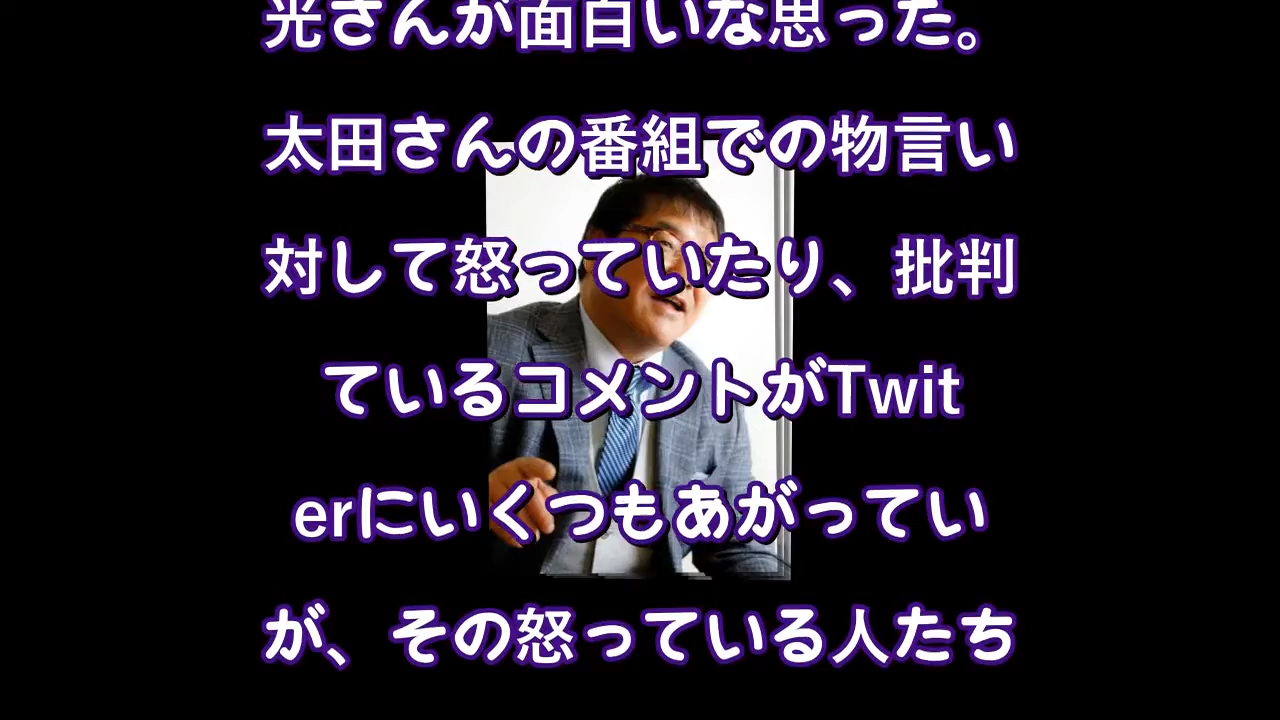 光さんが面白いな思った。
太田さんの番組での物言い
対して怒っていたり、批判
ているコメントがTwit
erにいくつもあがってい
が、その怒っている人たち